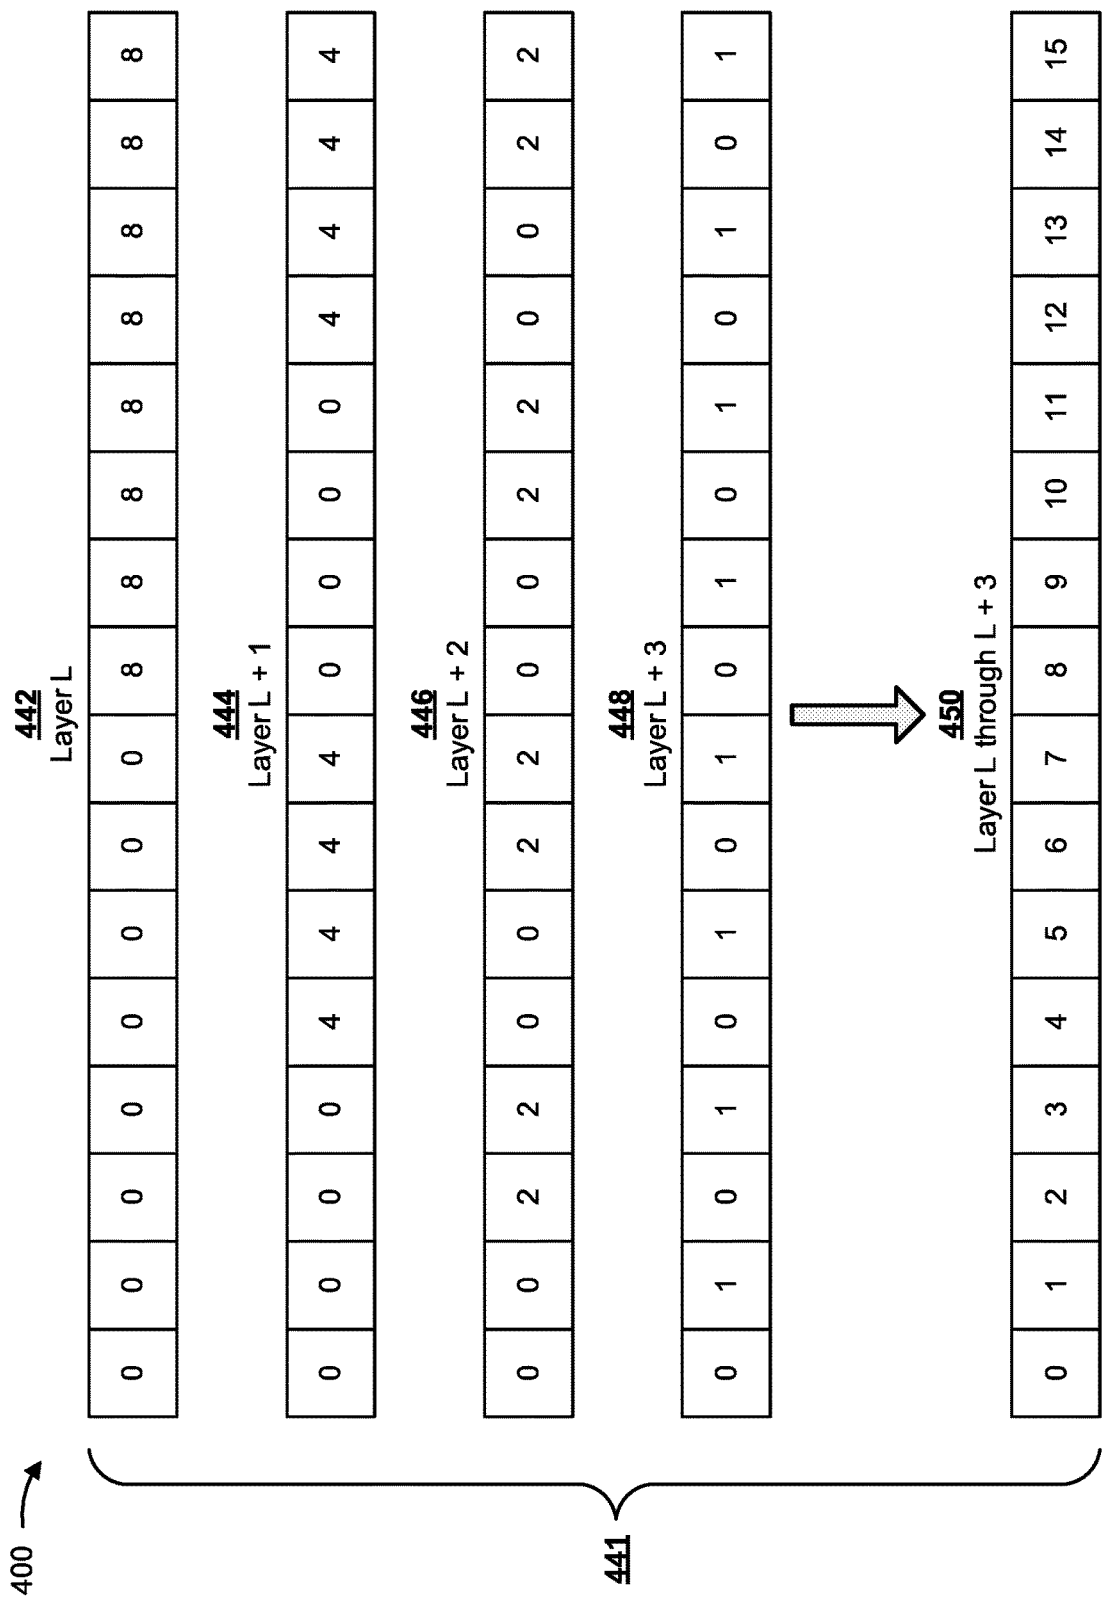 400
441
442
Layer L
0 0 0 0 0 0 0 0 8 8 8 8 8 8 8 8
444
Layer L + 1
0 0 0 0 4 4 4 4 0 0 0 0 4 4 4 4
446
Layer L + 2
0 0 2 2 0 0 2 2 0 0 2 2 0 0 2 2
448
Layer L + 3
0 1 0 1 0 1 0 1 0 1 0 1 0 1 0 1
450
Layer L through L + 3
0 1 2 3 4 5 6 7 8 9 10 11 12 13 14 15